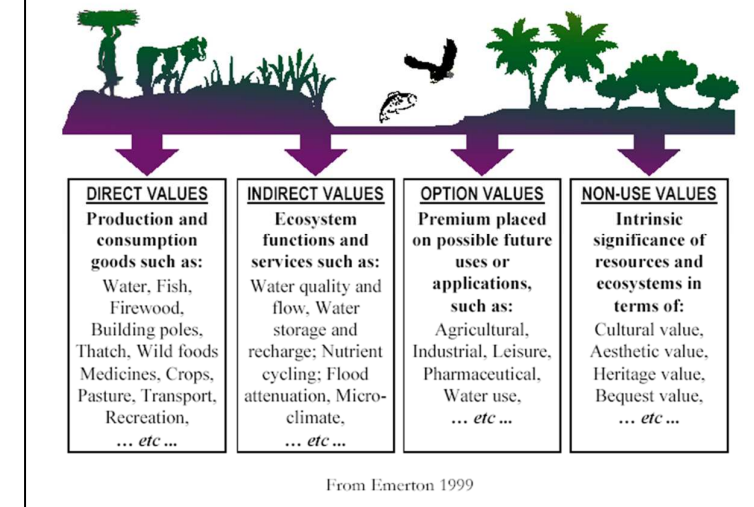 DIRECT VALUES
Production and
consumption
goods such as:
Water, Fish,
Firewood,
Building poles,
Thatch, Wild foods
Medicines, Crops,
Pasture, Transport,
Recreation,
... etc ...
INDIRECT VALUES
Ecosystem
functions and
services such as:
Water quality and
flow, Water
storage and
recharge; Nutrient
cycling; Flood
attenuation, Micro-
climate,
... etc ...
OPTION VALUES
Premium placed
on possible future
uses or
applications,
such as:
Agricultural,
Industrial, Leisure,
Pharmaceutical,
Water use,
... etc ...
NON-USE VALUES
Intrinsic
significance of
resources and
ecosystems in
terms of:
Cultural value,
Aesthetic value,
Heritage value,
Bequest value,
... etc ...
From Emerton 1999